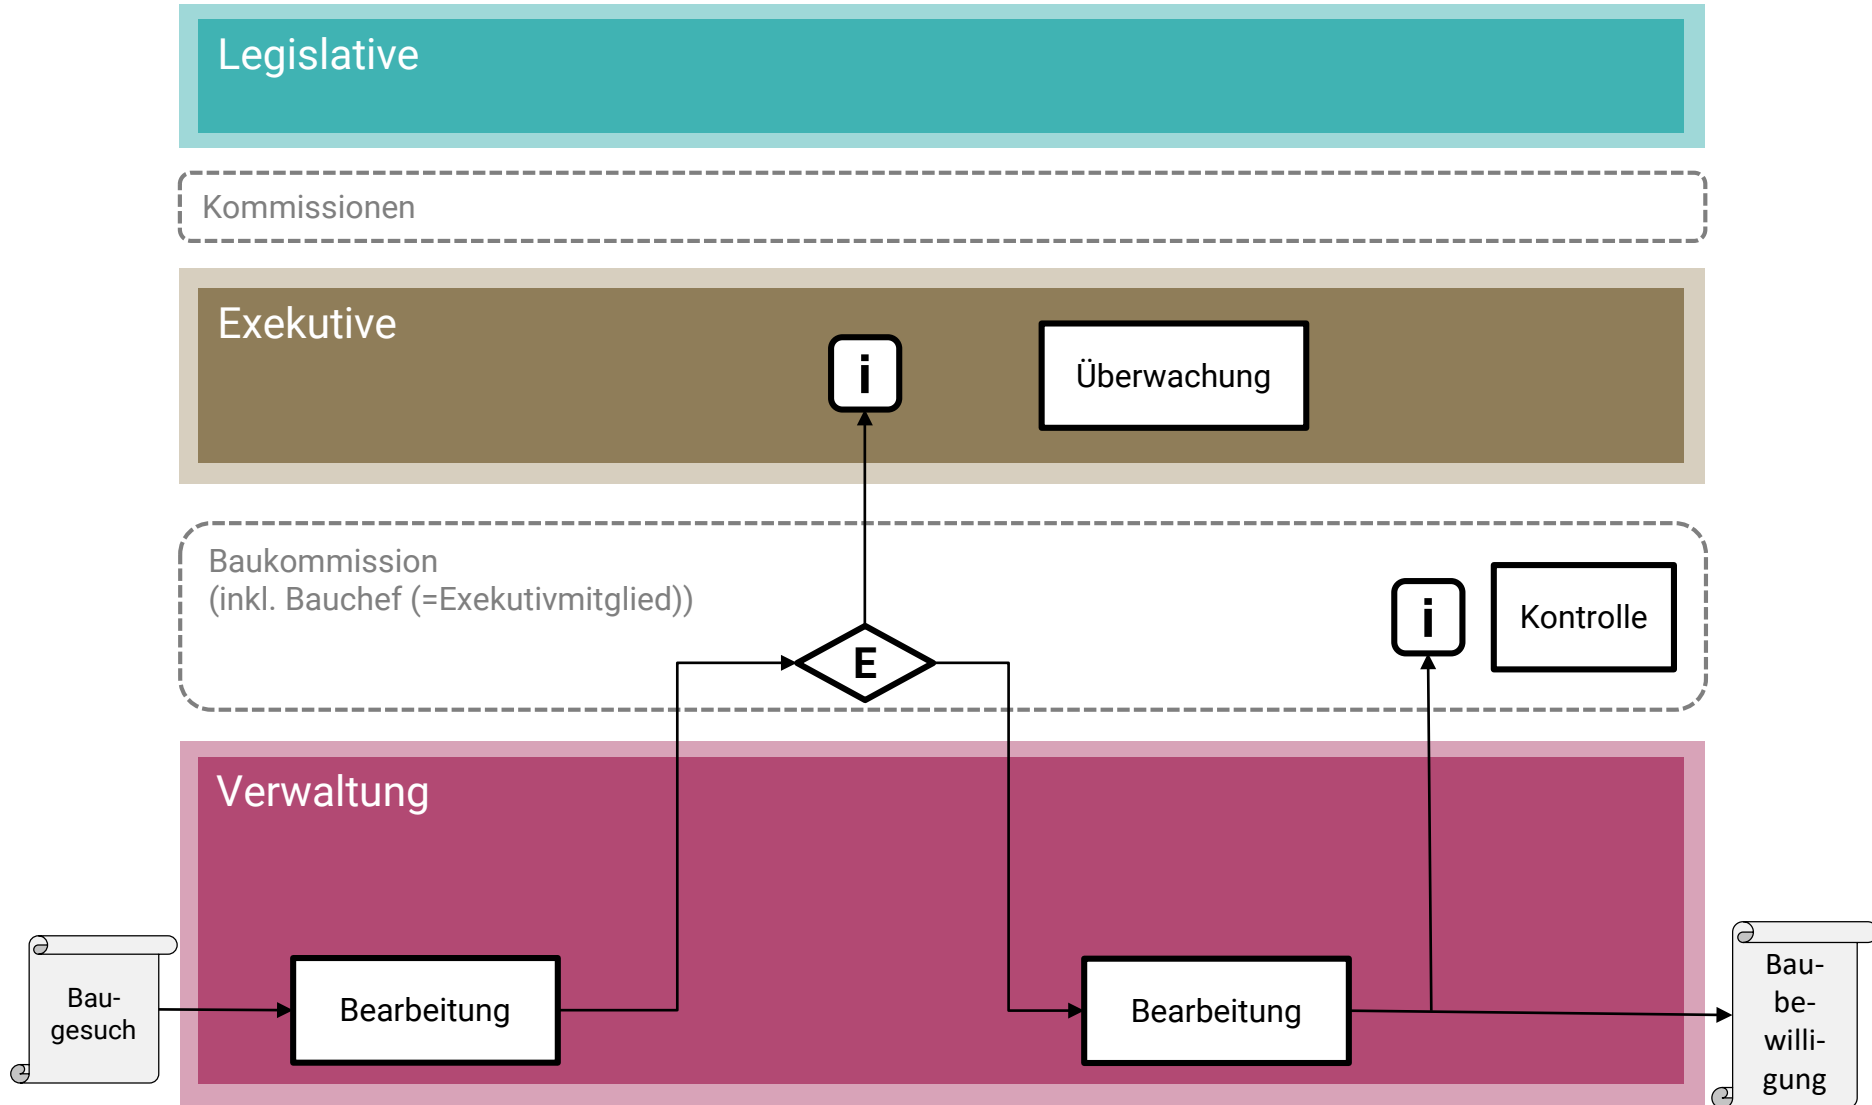 Legislative
Kommissionen
Exekutive
i
Überwachung
Baukommission
(inkl. Bauchef (=Exekutivmitglied))
i
Kontrolle
E
Verwaltung
Bau-
gesuch
Bearbeitung
Bearbeitung
Bau-
be-
willi-
gung